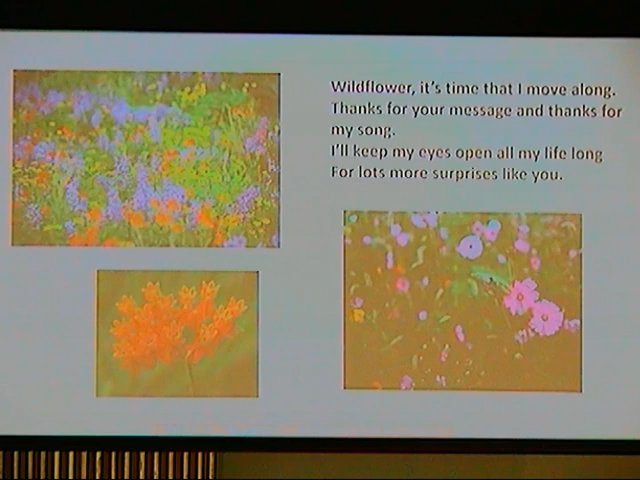 Wildflower, it's time that I move along.
Thanks for your message and thanks for
my song.
I'll keep my eyes open all my life long
For lots more surprises like you.